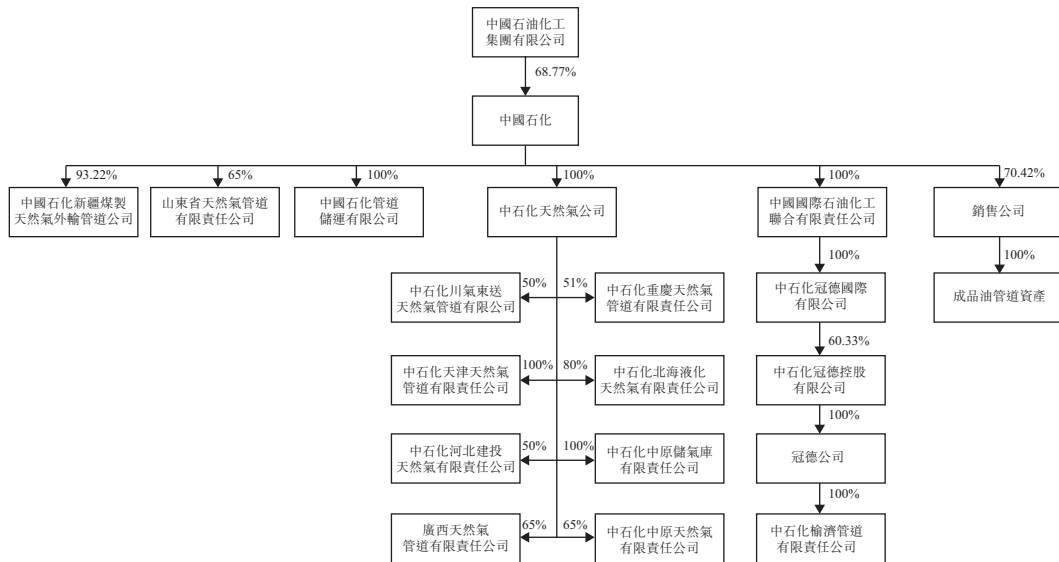 中國石油化工
集團有限公司
68.77%
中國石化
93.22%
65%
100%
100%
100%
70.42%
中國石化新疆煤製
天然氣外輸管道公司
山東省天然氣管道
有限責任公司
中國石化管道
儲運有限公司
中石化天然氣公司
中國國際石油化工
聯合有限責任公司
銷售公司
100%
100%
中石化川氣東送
天然氣管道有限公司
50%
51%
中石化重慶天然氣
管道有限責任公司
中石化冠德國際
有限公司
成品油管道資產
60.33%
中石化天津天然氣
管道有限責任公司
100%
80%
中石化北海液化
天然氣有限責任公司
中石化冠德控股
有限公司
100%
中石化河北建投
天然氣有限責任公司
50%
100%
中石化中原儲氣庫
有限責任公司
冠德公司
100%
廣西天然氣
管道有限責任公司
65%
65%
中石化中原天然氣
有限責任公司
中石化榆濟管道
有限責任公司